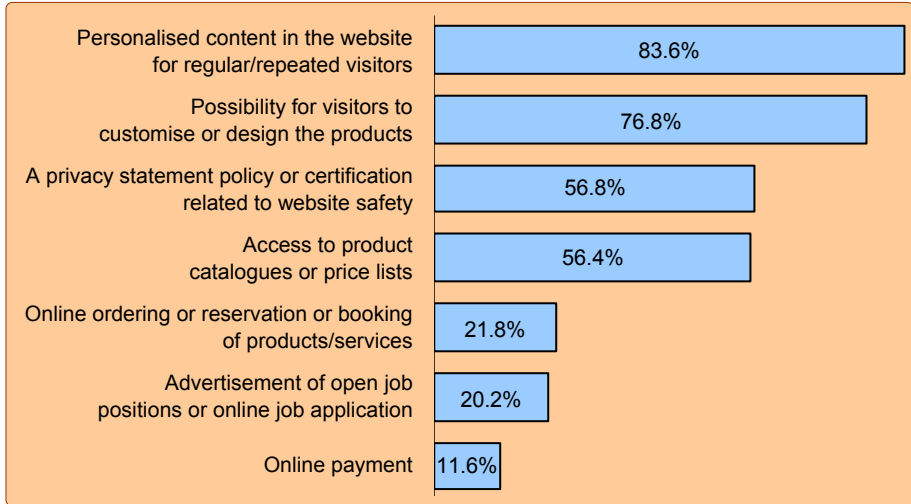 Personalised content in the website
for regular/repeated visitors
83.6%
Possibility for visitors to
customise or design the products
76.8%
A privacy statement policy or certification
related to website safety
56.8%
Access to product
catalogues or price lists
56.4%
Online ordering or reservation or booking
of products/services
21.8%
Advertisement of open job
positions or online job application
20.2%
Online payment
11.6%